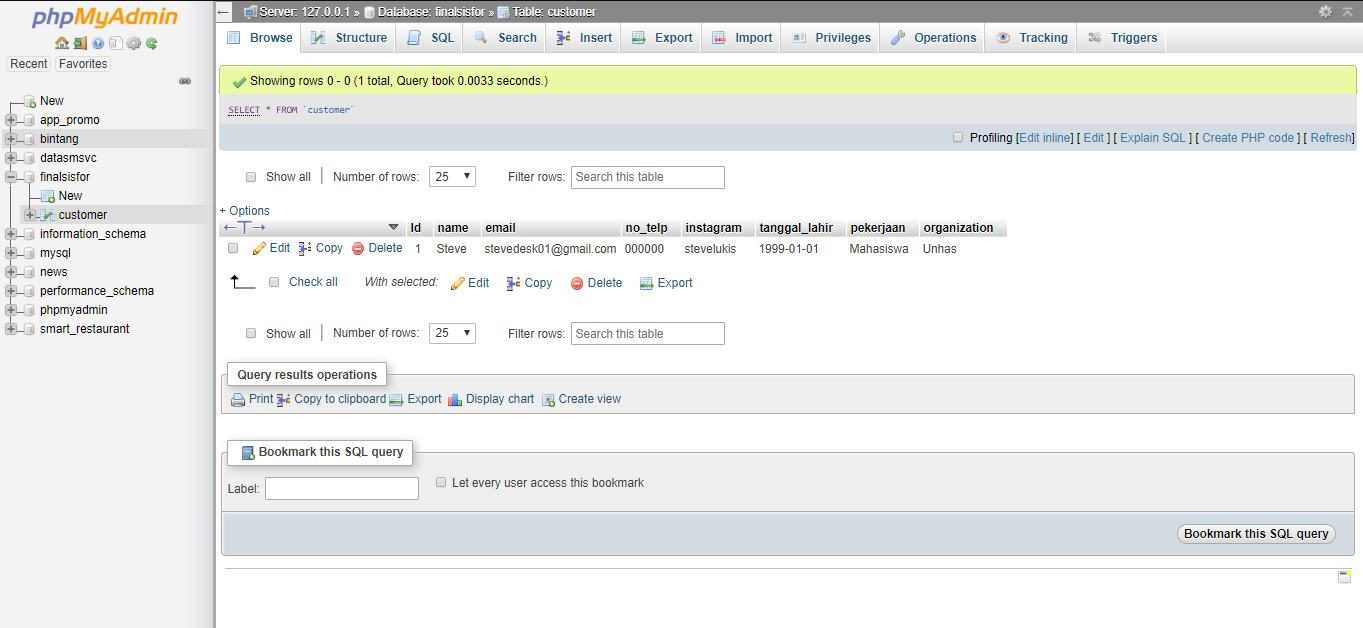 phpMyAdmin
Recent Favorites
New
app_promo
bintang
datasmsvc
finalsisfor
New
customer
information_schema
mysql
news
performance_schema
phpmyadmin
smart_restaurant
Server: 127.0.0.1 » Database: finalsisfor » Table: customer
Browse Structure SQL Search Insert Export Import Privileges Operations Tracking Triggers
Showing rows 0 - 0 (1 total, Query took 0.0033 seconds.)
SELECT * FROM `customer`
Profiling [Edit inline] [ Edit ] [ Explain SQL ] [ Create PHP code ] [ Refresh]
Show all Number of rows: 25 Filter rows: Search this table
+ Options
Id name email no_telp instagram tanggal_lahir pekerjaan organization
Edit Copy Delete 1 Steve stevedesk01@gmail.com 000000 stevelukis 1999-01-01 Mahasiswa Unhas
Check all With selected: Edit Copy Delete Export
Show all Number of rows: 25 Filter rows: Search this table
Query results operations
Print Copy to clipboard Export Display chart Create view
Bookmark this SQL query
Label: Let every user access this bookmark
Bookmark this SQL query